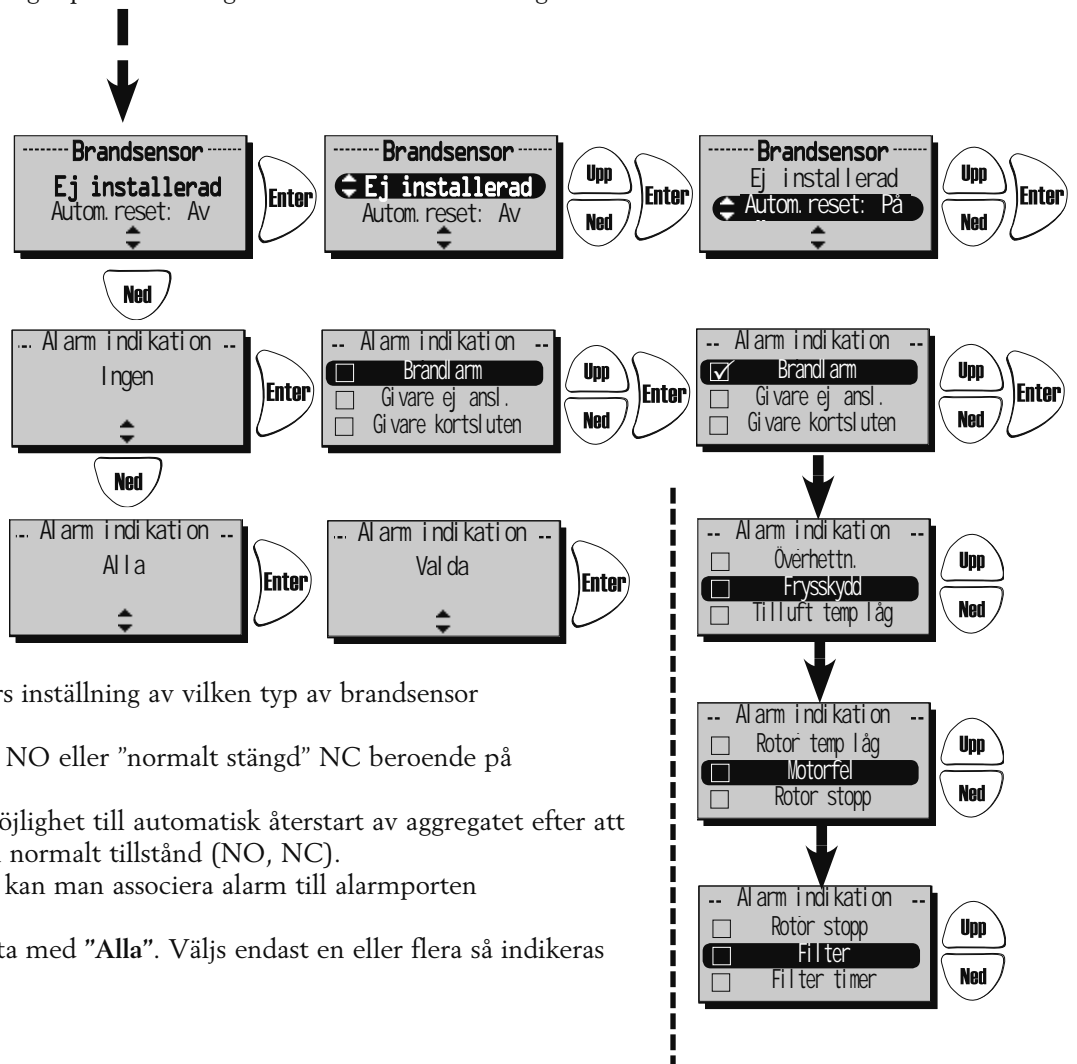 Brandsensor
Ej installerad
Autom.reset: Av
Enter
Brandsensor
Ej installerad
Autom.reset: Av
Upp
Ned
Enter
Brandsensor
Ej installerad
Autom.reset: På
Upp
Ned
Enter
Ned
Alarm indikation
Ingen
Enter
-- Alarm indikation --
Brandlarm
Givare ej ansl.
Givare kortsluten
Upp
Ned
Enter
-- Alarm indikation --
Brandlarm
Givare ej ansl.
Givare kortsluten
Upp
Ned
Enter
Ned
Alarm indikation
Alla
Enter
Alarm indikation
Valda
Enter
-- Alarm indikation --
Överhettn.
Frysskydd
Tilluft temp låg
Upp
Ned
-- Alarm indikation --
Rotor temp låg
Motorfel
Rotor stopp
Upp
Ned
-- Alarm indikation --
Rotor stopp
Filter
Filter timer
Upp
Ned
rs inställning av vilken typ av brandsensor
NO eller ”normalt stängd” NC beroende på
öjlighet till automatisk återstart av aggregatet efter att
normalt tillstånd (NO, NC).
kan man associera alarm till alarmporten
ta med ”Alla”. Väljs endast en eller flera så indikeras